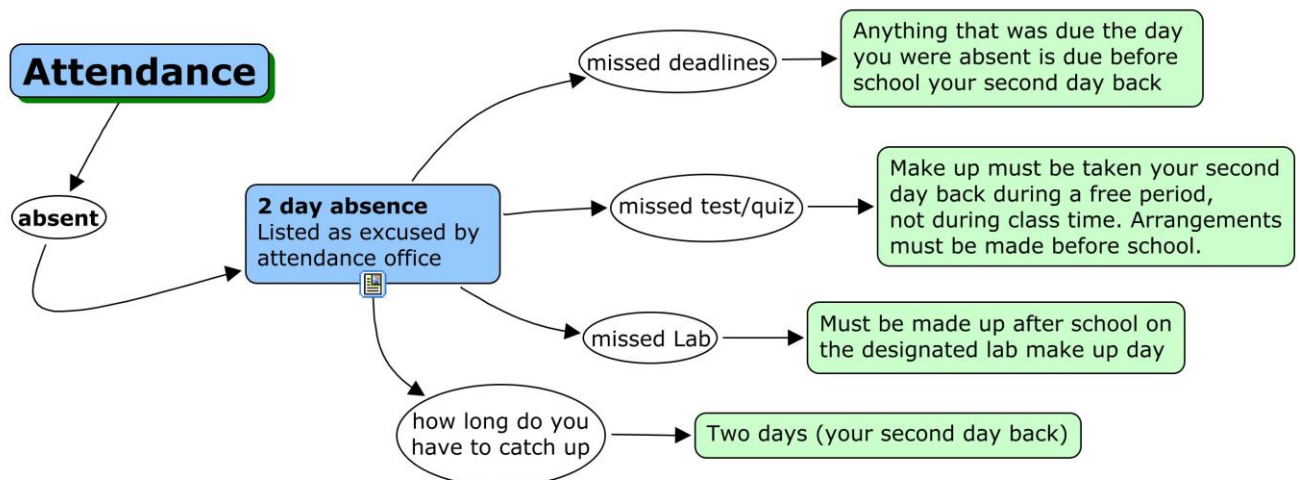 Attendance
absent
2 day absence
Listed as excused by
attendance office
missed deadlines
Anything that was due the day
you were absent is due before
school your second day back
missed test/quiz
Make up must be taken your second
day back during a free period,
not during class time. Arrangements
must be made before school.
missed Lab
Must be made up after school on
the designated lab make up day
how long do you
have to catch up
Two days (your second day back)